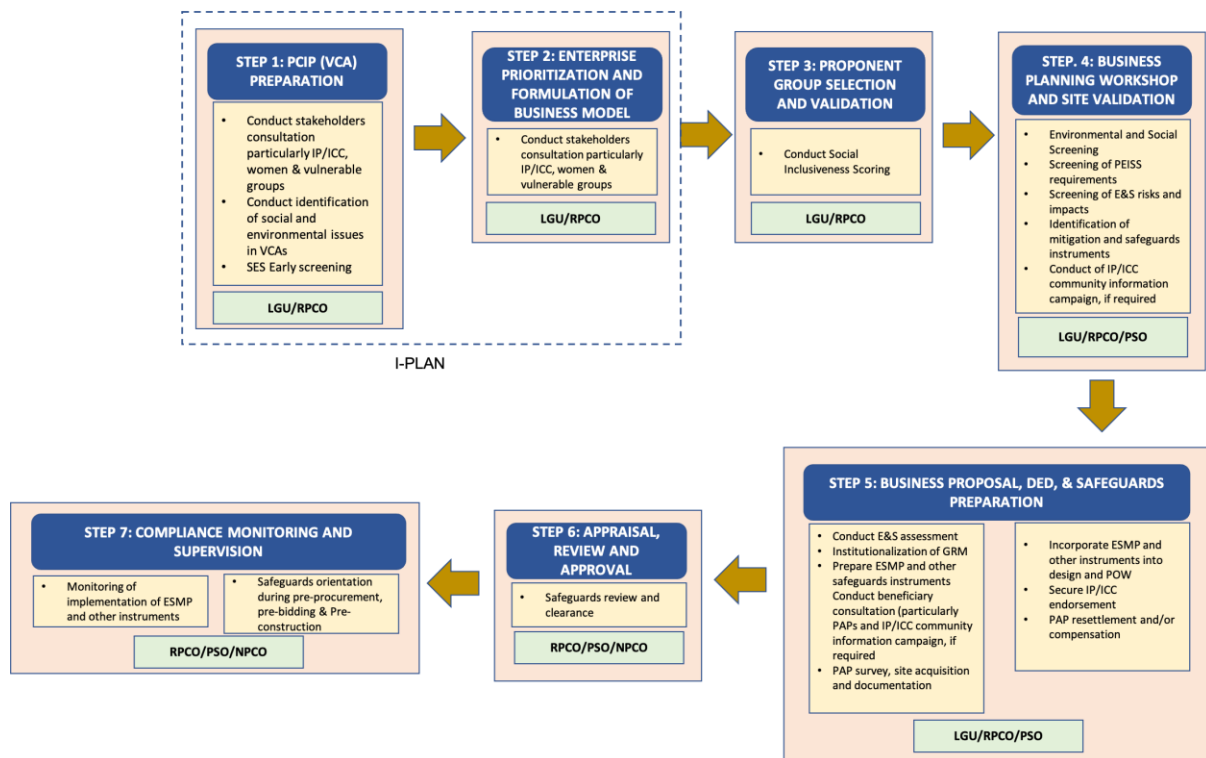 STEP 1: PCIP (VCA)
PREPARATION
• Conduct stakeholders
consultation
particularly IP/ICC,
women & vulnerable
groups
• Conduct identification
of social and
environmental issues
in VCAs
• SES Early screening
LGU/RPCO
STEP 2: ENTERPRISE
PRIORITIZATION AND
FORMULATION OF
BUSINESS MODEL
• Conduct stakeholders
consultation particularly
IP/ICC, women &
vulnerable groups
LGU/RPCO
I-PLAN
STEP 3: PROPONENT
GROUP SELECTION
AND VALIDATION
• Conduct Social
Inclusiveness Scoring
LGU/RPCO
STEP. 4: BUSINESS
PLANNING WORKSHOP
AND SITE VALIDATION
• Environmental and Social
Screening
• Screening of PEISS
requirements
• Screening of E&S risks and
impacts
• Identification of
mitigation and safeguards
instruments
• Conduct of IP/ICC
community information
campaign, if required
LGU/RPCO/PSO
STEP 5: BUSINESS PROPOSAL, DED, & SAFEGUARDS
PREPARATION
• Conduct E&S assessment
• Institutionalization of GRM
• Prepare ESMP and other
safeguards instruments
Conduct beneficiary
consultation (particularly
PAPs and IP/ICC community
information campaign, if
required
• PAP survey, site acquisition
and documentation
• Incorporate ESMP and
other instruments into
design and POW
• Secure IP/ICC
endorsement
• PAP resettlement and/or
compensation
LGU/RPCO/PSO
STEP 6: APPRAISAL,
REVIEW AND
APPROVAL
• Safeguards review and
clearance
RPCO/PSO/NPCO
STEP 7: COMPLIANCE MONITORING AND
SUPERVISION
• Monitoring of
implementation of ESMP
and other instruments
• Safeguards orientation
during pre-procurement,
pre-bidding & Pre-
construction
RPCO/PSO/NPCO